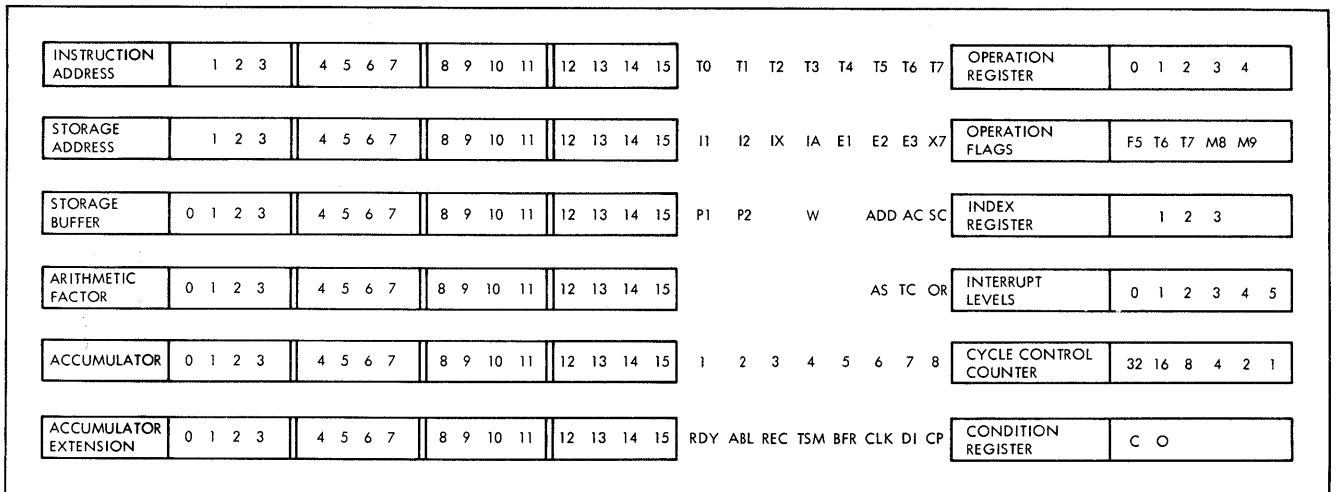 INSTRUCTION ADDRESS 1 2 3 4 5 6 7 8 9 10 11 12 13 14 15 T0 T1 T2 T3 T4 T5 T6 T7 OPERATION REGISTER 0 1 2 3 4
STORAGE ADDRESS 1 2 3 4 5 6 7 8 9 10 11 12 13 14 15 I1 I2 IX IA E1 E2 E3 X7 OPERATION FLAGS F5 T6 T7 M8 M9
STORAGE BUFFER 0 1 2 3 4 5 6 7 8 9 10 11 12 13 14 15 P1 P2 W ADD AC SC INDEX REGISTER 1 2 3
ARITHMETIC FACTOR 0 1 2 3 4 5 6 7 8 9 10 11 12 13 14 15 AS TC OR INTERRUPT LEVELS 0 1 2 3 4 5
ACCUMULATOR 0 1 2 3 4 5 6 7 8 9 10 11 12 13 14 15 1 2 3 4 5 6 7 8 CYCLE CONTROL COUNTER 32 16 8 4 2 1
ACCUMULATOR EXTENSION 0 1 2 3 4 5 6 7 8 9 10 11 12 13 14 15 RDY ABL REC TSM BFR CLK DI CP CONDITION REGISTER C O